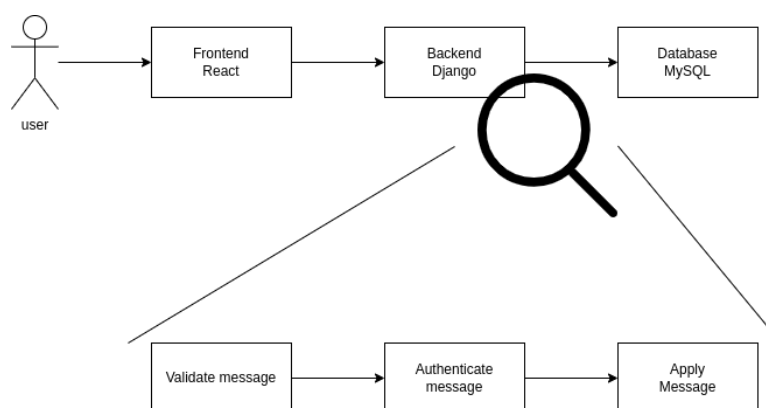 Frontend
React
Backend
Django
Database
MySQL
user
Validate message
Authenticate
message
Apply
Message